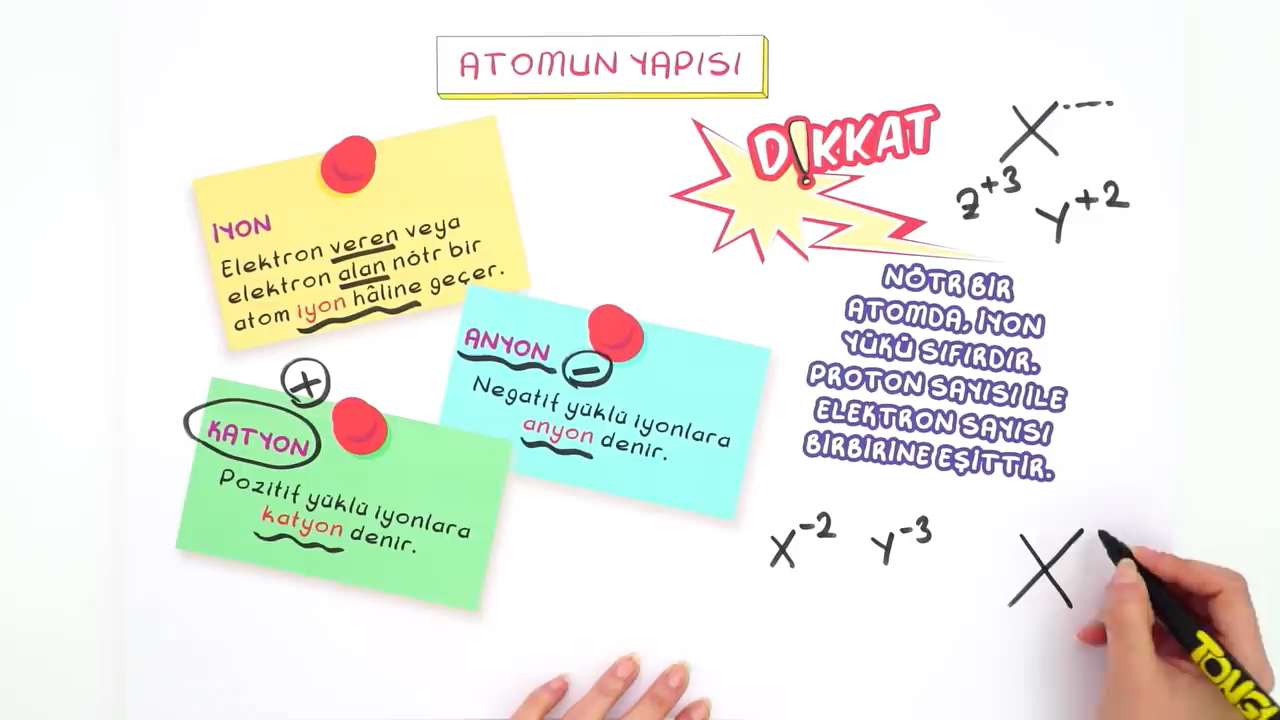 ATOMUN YAPISI
DİKKAT
X
Z+3 Y+2
İYON
Elektron veren veya
elektron alan nötr bir
atom iyon hâline geçer.
NÖTR BİR
ATOMDA, İYON
YÜKÜ SIFIRDIR.
PROTON SAYISI İLE
ELEKTRON SAYISI
BİRBİRİNE EŞİTTİR.
ANYON −
Negatif yüklü iyonlara
anyon denir.
+
KATYON
Pozitif yüklü iyonlara
katyon denir.
X−2 Y−3 X